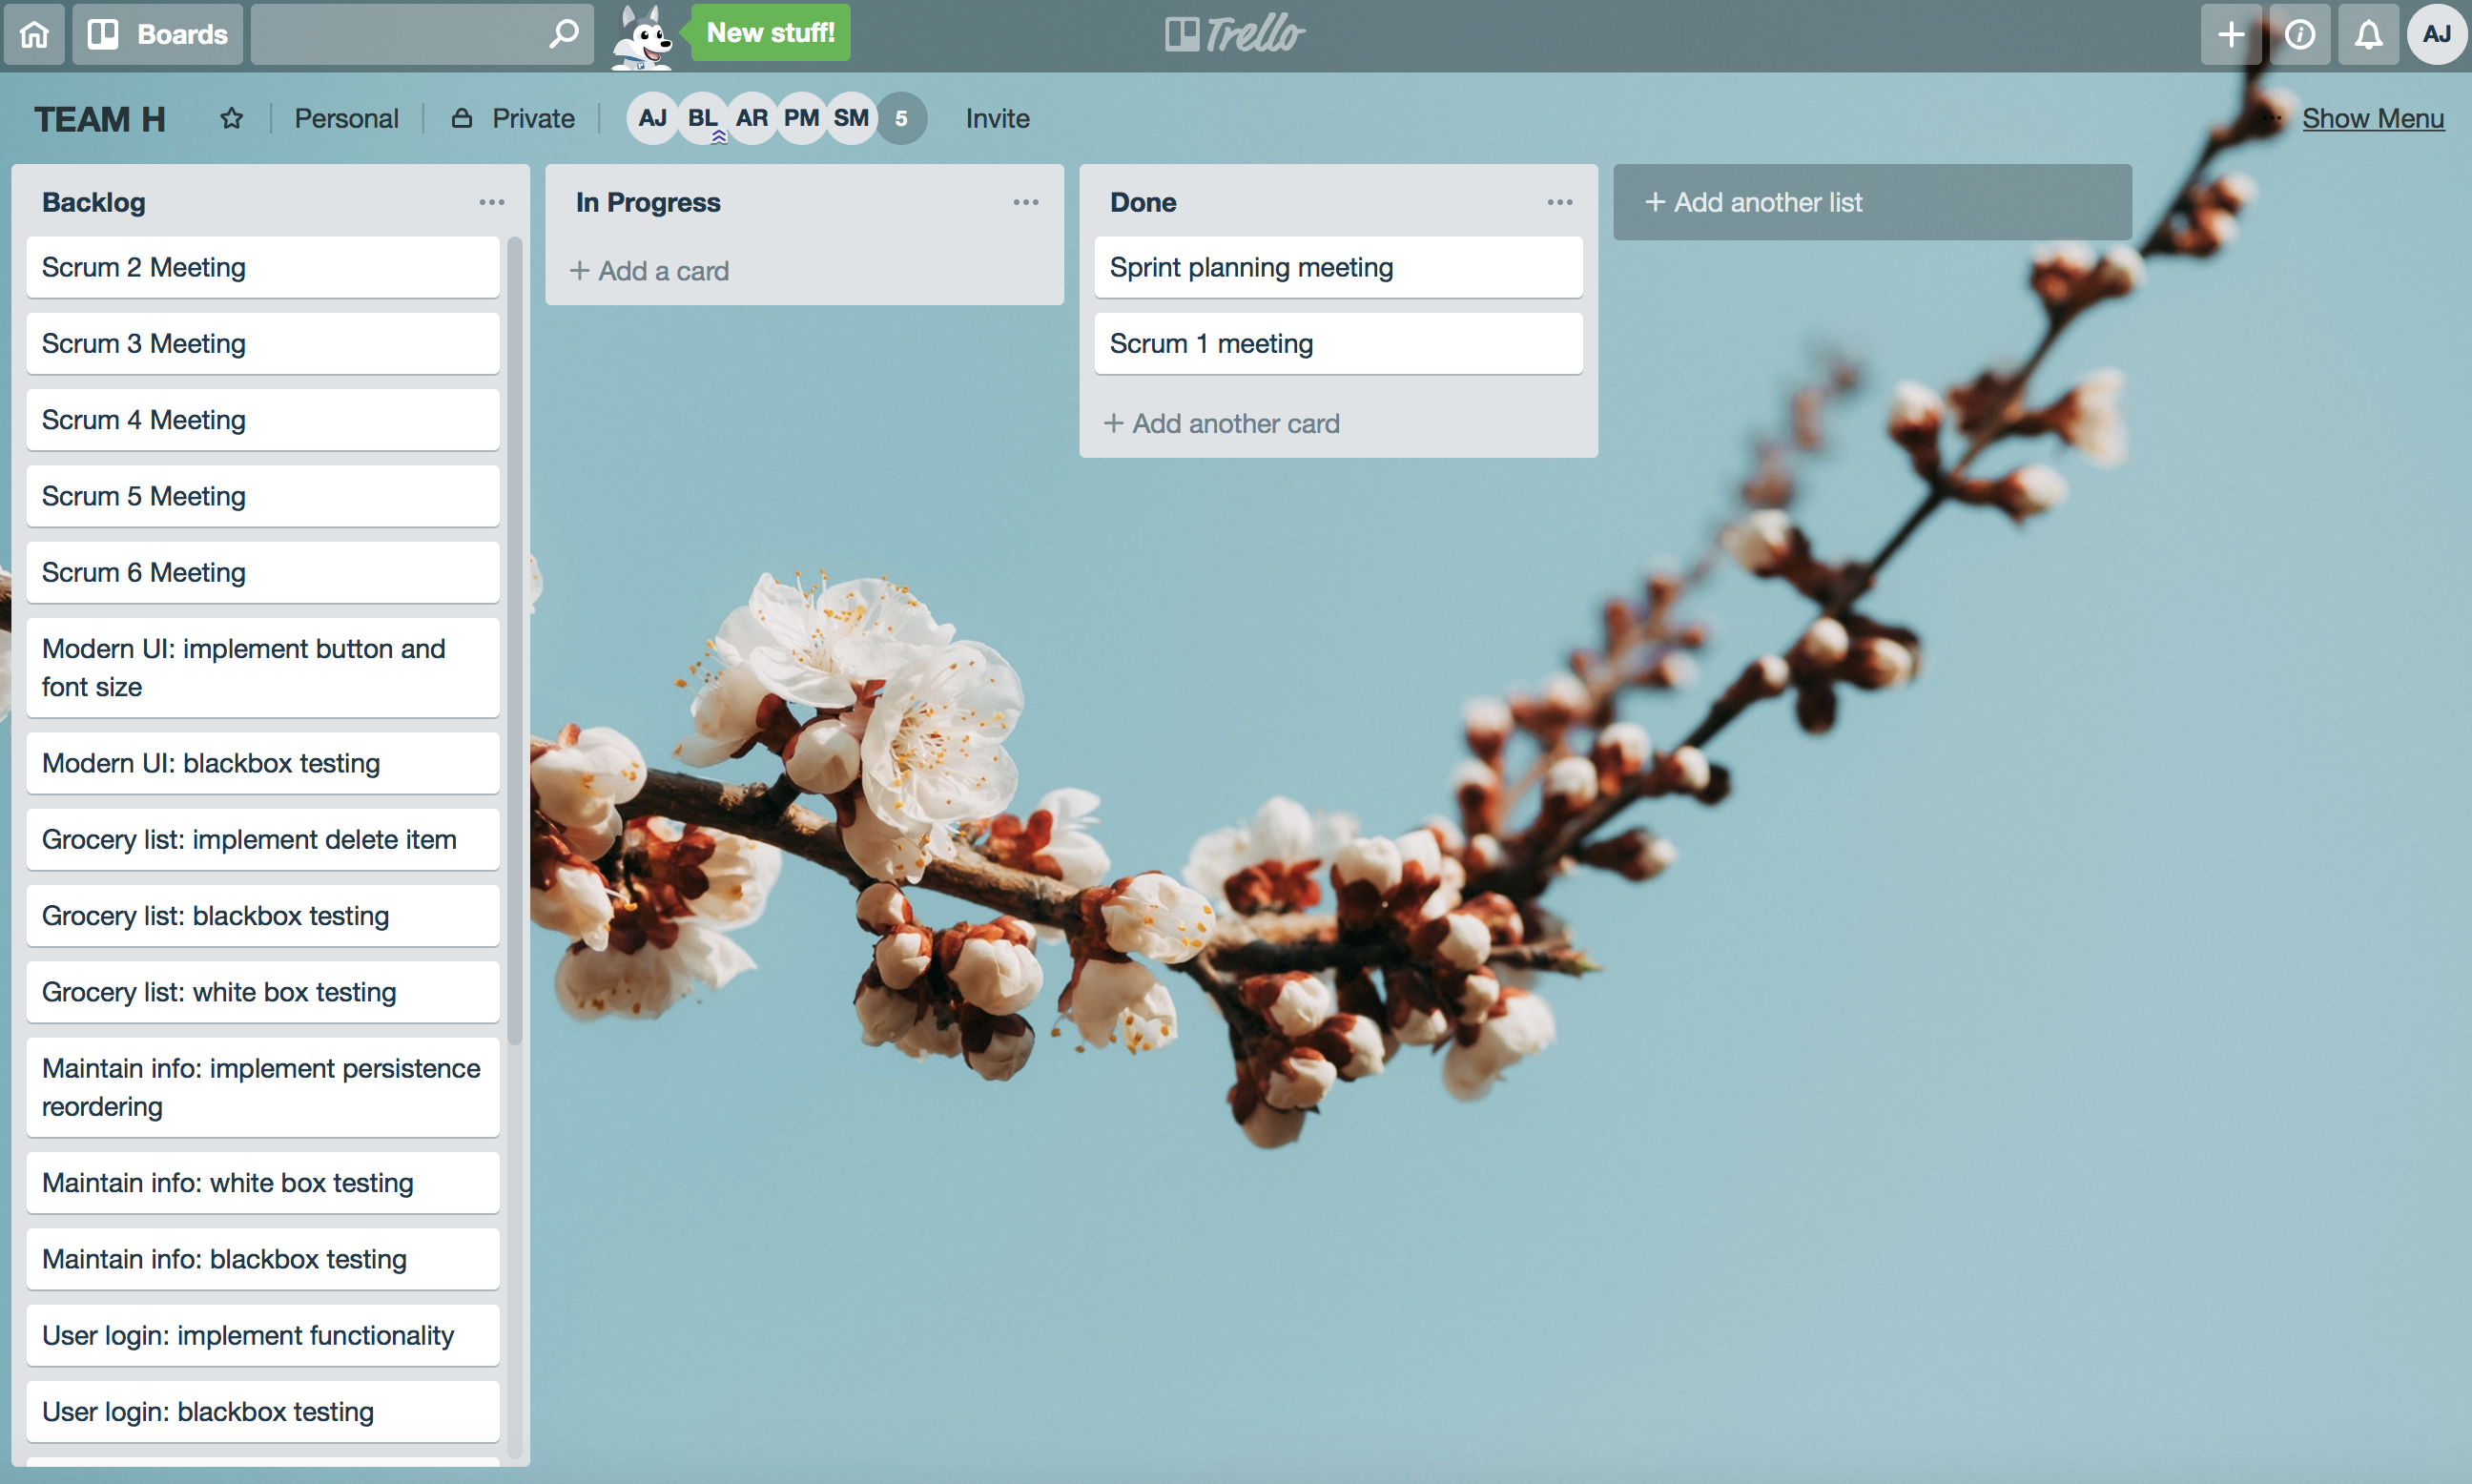 Boards
New stuff!
Trello
AJ
TEAM H
Personal
Private
AJ BL AR PM SM 5
Invite
... Show Menu
Backlog
Scrum 2 Meeting
Scrum 3 Meeting
Scrum 4 Meeting
Scrum 5 Meeting
Scrum 6 Meeting
Modern UI: implement button and
font size
Modern UI: blackbox testing
Grocery list: implement delete item
Grocery list: blackbox testing
Grocery list: white box testing
Maintain info: implement persistence
reordering
Maintain info: white box testing
Maintain info: blackbox testing
User login: implement functionality
User login: blackbox testing
In Progress
+ Add a card
Done
Sprint planning meeting
Scrum 1 meeting
+ Add another card
+ Add another list